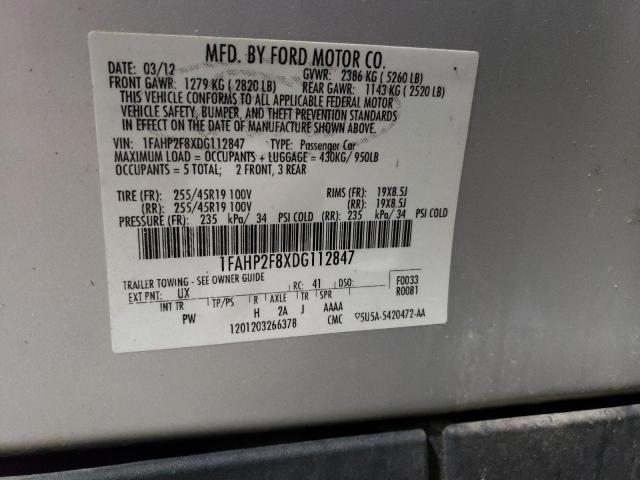 MFD. BY FORD MOTOR CO.
DATE: 03/12 GVWR: 2386 KG ( 5260 LB)
FRONT GAWR: 1279 KG ( 2820 LB) REAR GAWR: 1143 KG ( 2520 LB)
THIS VEHICLE CONFORMS TO ALL APPLICABLE FEDERAL MOTOR
VEHICLE SAFETY, BUMPER, AND THEFT PREVENTION STANDARDS
IN EFFECT ON THE DATE OF MANUFACTURE SHOWN ABOVE.
VIN: 1FAHP2F8XDG112847 TYPE: Passenger Car
MAXIMUM LOAD = OCCUPANTS + LUGGAGE = 430KG/950LB
OCCUPANTS = 5 TOTAL; 2 FRONT, 3 REAR
TIRE (FR): 255/45R19 100V RIMS (FR): 19X8.5J
(RR): 255/45R19 100V (RR): 19X8.5J
PRESSURE (FR): 235 kPa/ 34 PSI COLD (RR): 235 kPa/ 34 PSI COLD
1FAHP2F8XDG112847
TRAILER TOWING - SEE OWNER GUIDE
RC: 41 DSO: F0033
EXT PNT: UX R0081
INT TR TP/PS R AXLE TR SPR
PW H 2A J AAAA
1201203266378 CMC ▽5U5A-5420472-AA